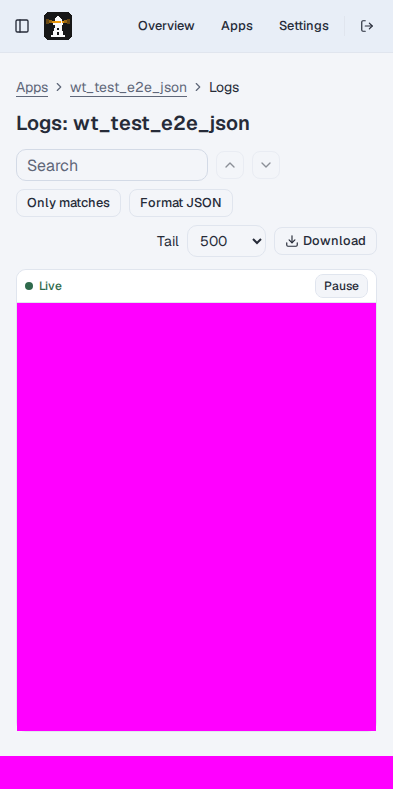 Overview Apps Settings
Apps > wt_test_e2e_json > Logs
Logs: wt_test_e2e_json
Search
Only matches Format JSON
Tail 500 Download
Live Pause